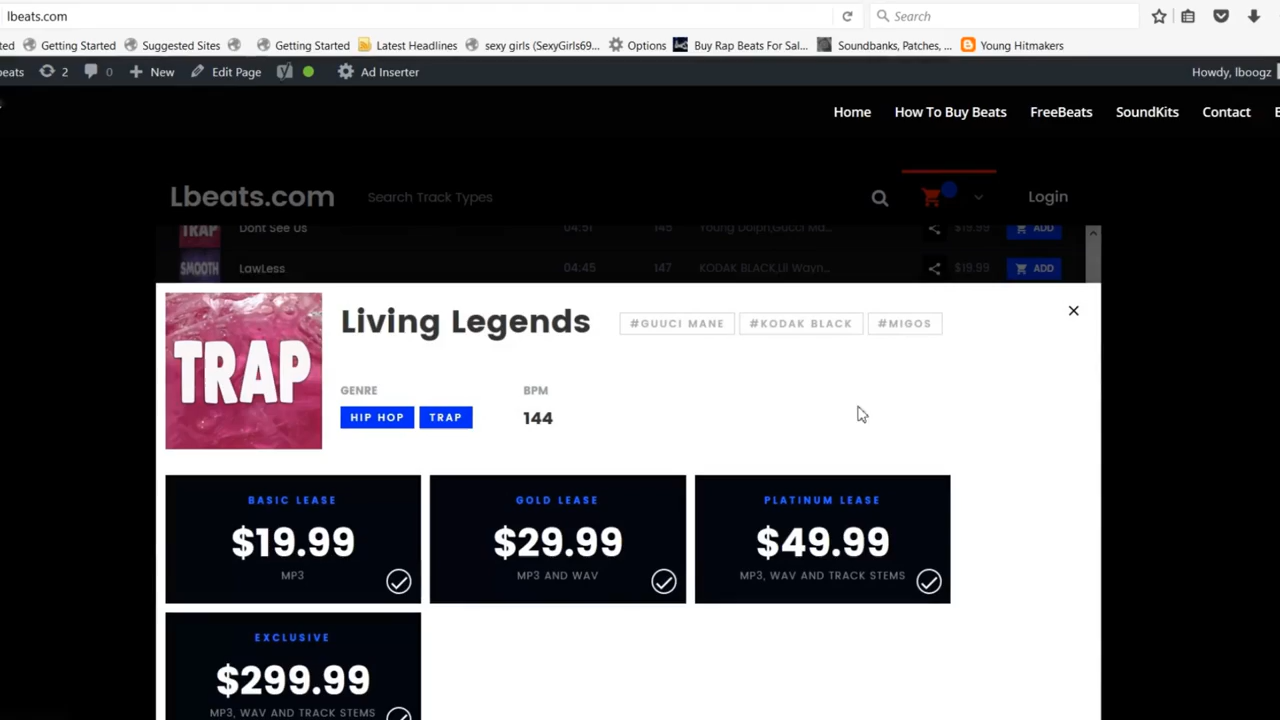 lbeats.com
Search
ted Getting Started Suggested Sites Getting Started Latest Headlines sexy girls (SexyGirls69... Options Buy Rap Beats For Sal... Soundbanks, Patches, ... Young Hitmakers
beats 2 0 New Edit Page Ad Inserter Howdy, lboogz
Home How To Buy Beats FreeBeats SoundKits Contact
Lbeats.com Search Track Types Login
TRAP Dont See Us 04:51 145 Young Dolph,Gucci Ma... $19.99 ADD
SMOOTH LawLess 04:45 147 KODAK BLACK,Lil Wayn... $19.99 ADD
TRAP
Living Legends #GUUCI MANE #KODAK BLACK #MIGOS
GENRE BPM
HIP HOP TRAP 144
BASIC LEASE
$19.99
MP3
GOLD LEASE
$29.99
MP3 AND WAV
PLATINUM LEASE
$49.99
MP3, WAV AND TRACK STEMS
EXCLUSIVE
$299.99
MP3, WAV AND TRACK STEMS